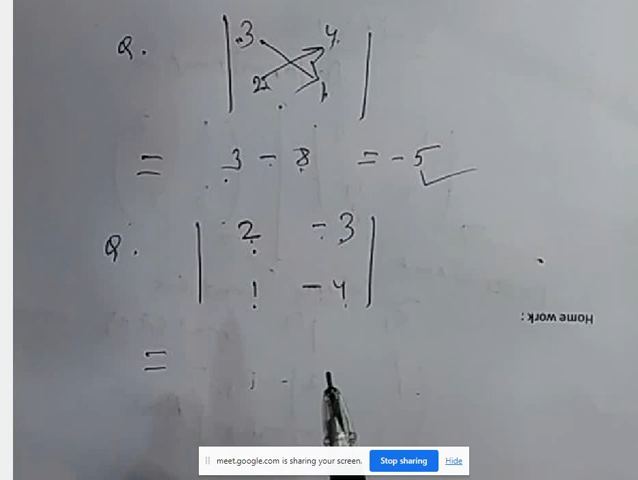 Q. | 3 4 |
| 2 1 |
= 3 - 8 = - 5
Q. | 2 - 3 |
| 1 - 4 |
Home work :
=
meet.google.com is sharing your screen. Stop sharing Hide